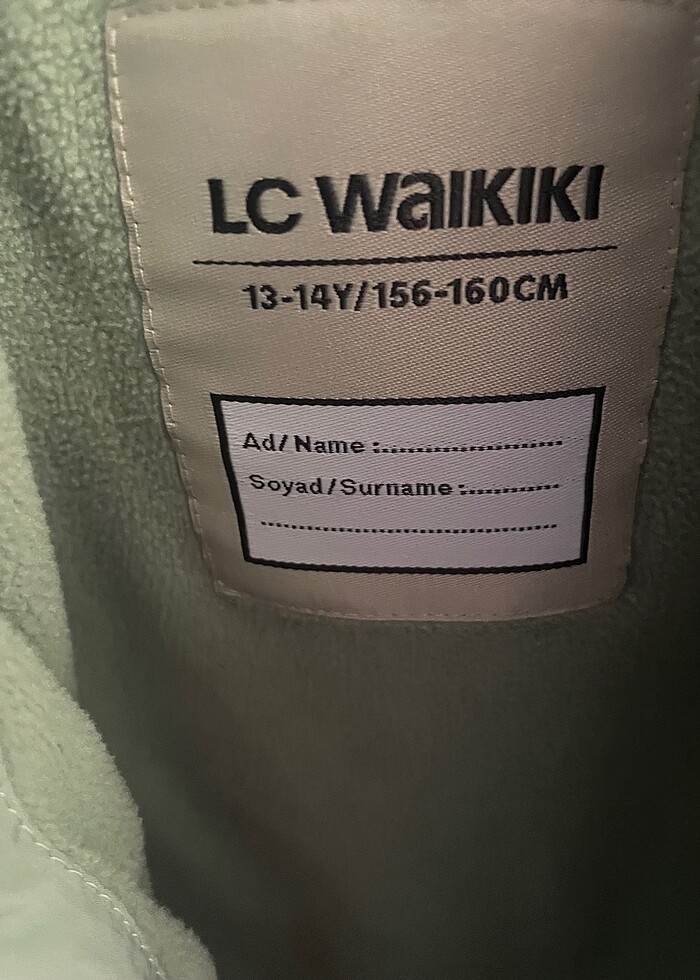 LC WaIKIKI
13-14Y/156-160CM
Ad/Name:........................
Soyad/Surname:............
.......................................